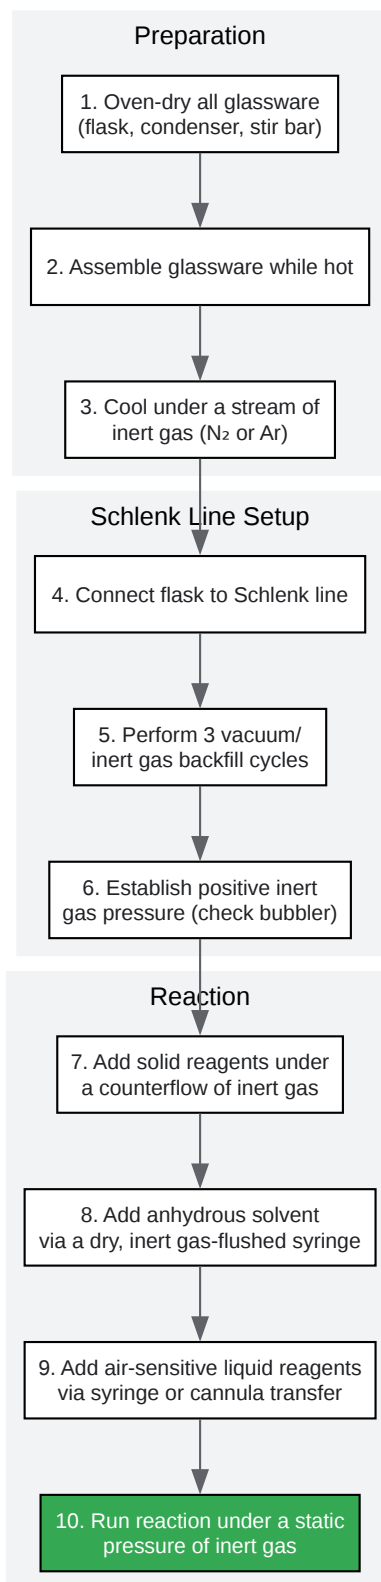 Preparation
1. Oven-dry all glassware
(flask, condenser, stir bar)
2. Assemble glassware while hot
3. Cool under a stream of
inert gas (N₂ or Ar)
Schlenk Line Setup
4. Connect flask to Schlenk line
5. Perform 3 vacuum/
inert gas backfill cycles
6. Establish positive inert
gas pressure (check bubbler)
Reaction
7. Add solid reagents under
a counterflow of inert gas
8. Add anhydrous solvent
via a dry, inert gas-flushed syringe
9. Add air-sensitive liquid reagents
via syringe or cannula transfer
10. Run reaction under a static
pressure of inert gas